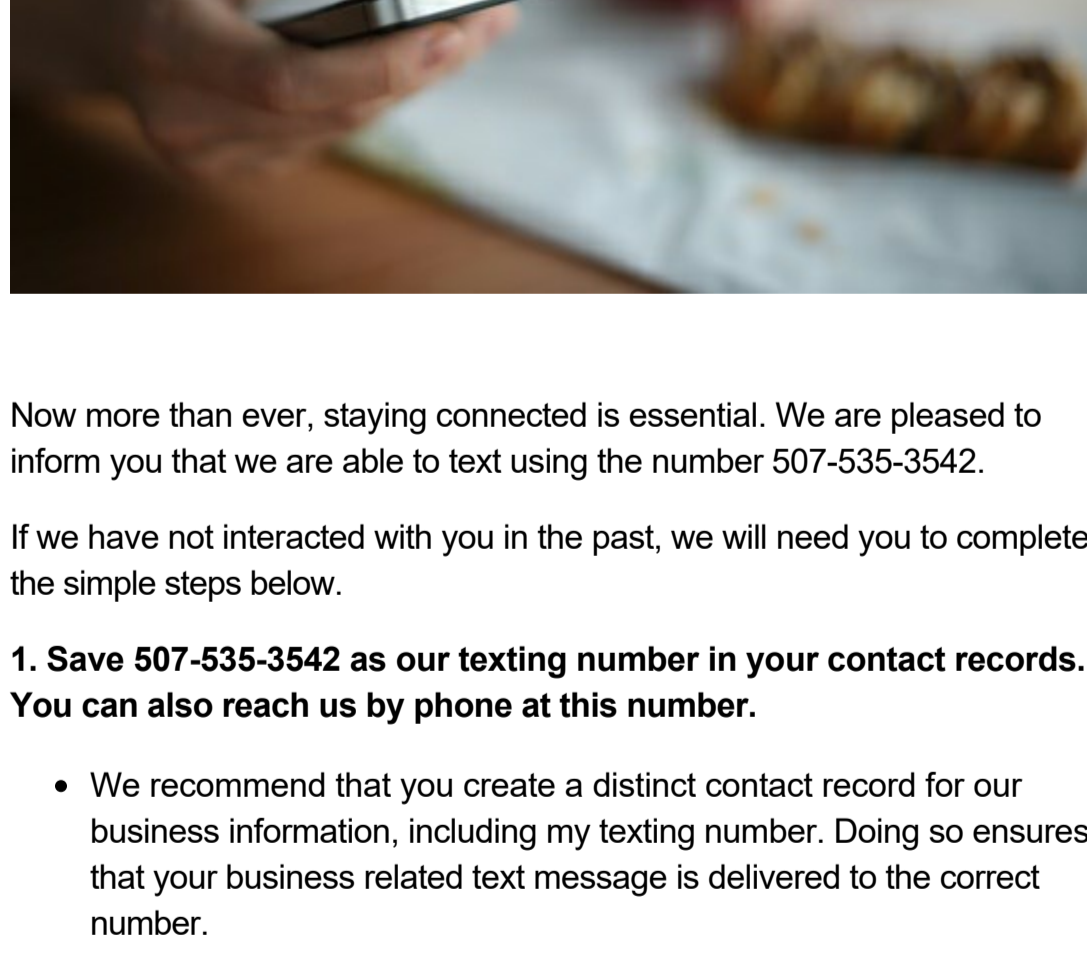 Now more than ever, staying connected is essential. We are pleased to
inform you that we are able to text using the number 507-535-3542.
If we have not interacted with you in the past, we will need you to complete
the simple steps below.
1. Save 507-535-3542 as our texting number in your contact records.
You can also reach us by phone at this number.
• We recommend that you create a distinct contact record for our
business information, including my texting number. Doing so ensures
that your business related text message is delivered to the correct
number.